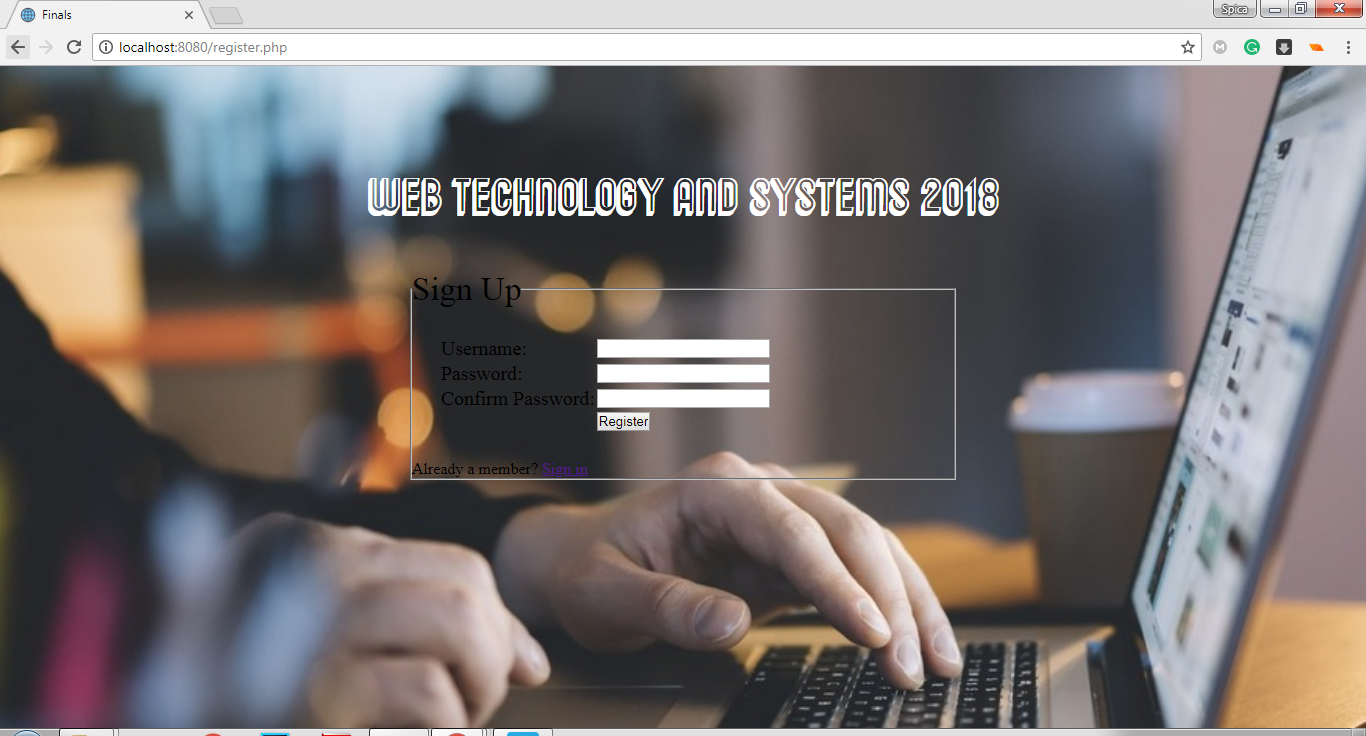 Finals
Spica
localhost:8080/register.php
WEB TECHNOLOGY AND SYSTEMS 2018
Sign Up
Username:
Password:
Confirm Password:
Register
Already a member? Sign in